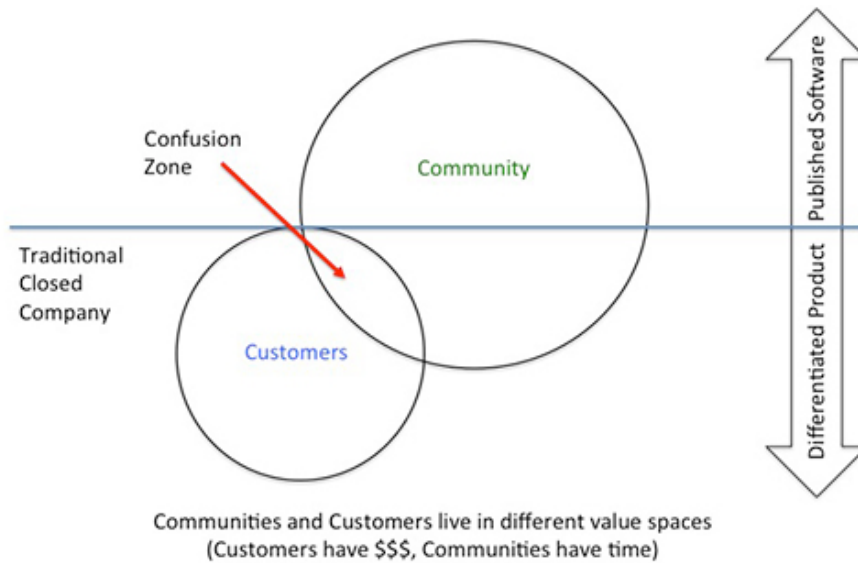 Confusion
Zone
Community
Traditional
Closed
Company
Customers
Published Software
Differentiated Product
Communities and Customers live in different value spaces
(Customers have $$$, Communities have time)